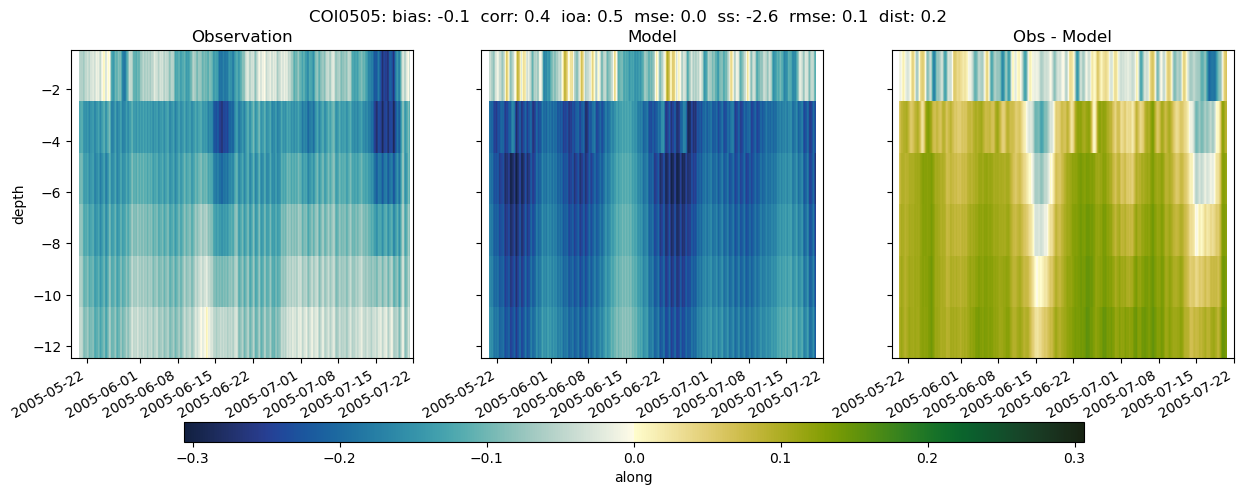 COI0505: bias: -0.1 corr: 0.4 ioa: 0.5 mse: 0.0 ss: -2.6 rmse: 0.1 dist: 0.2
Observation Model Obs - Model
depth
−2
−4
−6
−8
−10
−12
2005-05-22 2005-06-01 2005-06-08 2005-06-15 2005-06-22 2005-07-01 2005-07-08 2005-07-15 2005-07-22
2005-05-22 2005-06-01 2005-06-08 2005-06-15 2005-06-22 2005-07-01 2005-07-08 2005-07-15 2005-07-22
2005-05-22 2005-06-01 2005-06-08 2005-06-15 2005-06-22 2005-07-01 2005-07-08 2005-07-15 2005-07-22
−0.3 −0.2 −0.1 0.0 0.1 0.2 0.3
along